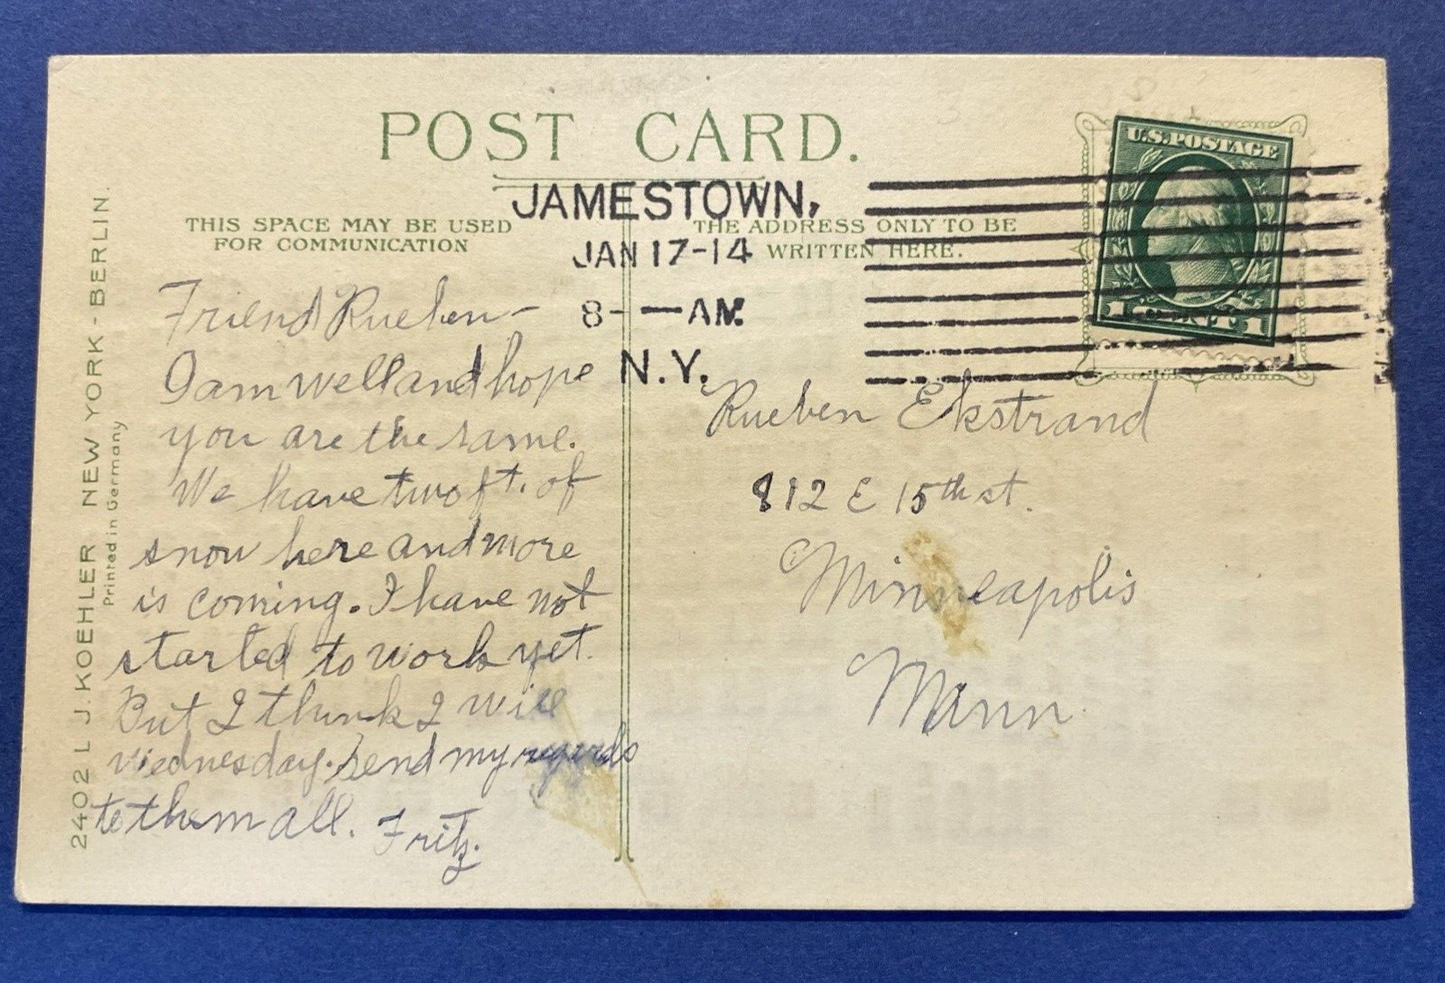 POST CARD.
THIS SPACE MAY BE USED
FOR COMMUNICATION
THE ADDRESS ONLY TO BE
WRITTEN HERE.
JAMESTOWN,
JAN 17-14
8- —AM
N.Y.
U.S. POSTAGE
1 CENT 1
2402 L J. KOEHLER NEW YORK - BERLIN.
Printed in Germany
Friend Rueben -
I am well and hope
you are the same.
We have two ft. of
snow here and more
is coming. I have not
started to work yet.
But I think I will
Wednesday. send my regards
to them all. Fritz.
Rueben Ekstrand
812 E 15th st.
Minneapolis
Minn